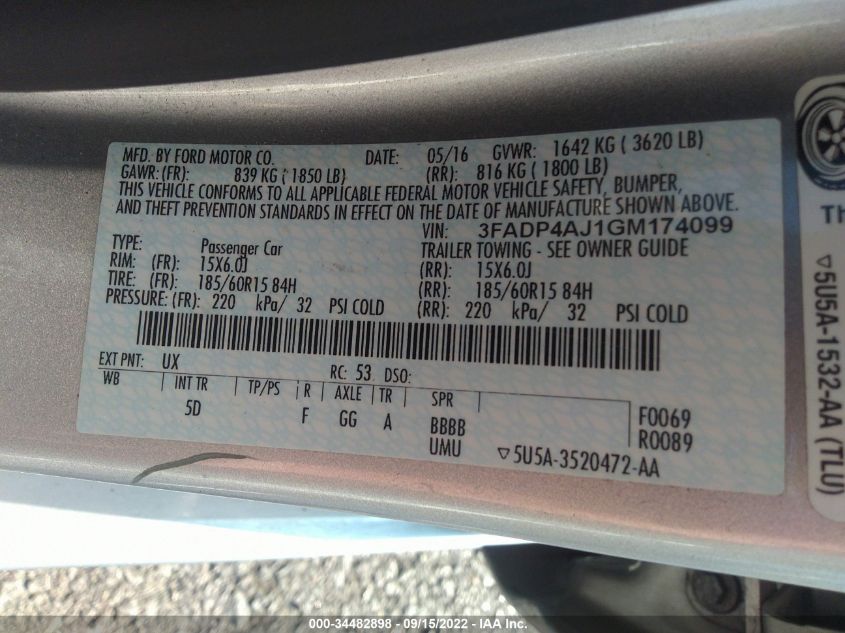 MFD. BY FORD MOTOR CO. DATE: 05/16 GVWR: 1642 KG ( 3620 LB)
GAWR: (FR) 839 KG ( 1850 LB) (RR) 816 KG ( 1800 LB)
THIS VEHICLE CONFORMS TO ALL APPLICABLE FEDERAL MOTOR VEHICLE SAFETY, BUMPER,
AND THEFT PREVENTION STANDARDS IN EFFECT ON THE DATE OF MANUFACTURE SHOWN ABOVE.
VIN: 3FADP4AJ1GM174099
TYPE: Passenger Car TRAILER TOWING - SEE OWNER GUIDE
RIM: (FR): 15X6.0J (RR): 15X6.0J
TIRE: (FR): 185/60R15 84H (RR): 185/60R15 84H
PRESSURE: (FR): 220 kPa/ 32 PSI COLD (RR): 220 kPa/ 32 PSI COLD
EXT PNT: UX RC: 53 DSO:
WB INT TR TP/PS R AXLE TR SPR
5D F GG A BBBB F0069
UMU R0089
▽5U5A-3520472-AA
Th
▽5U5A-1532-AA (TLU)
000-34482898 - 09/15/2022 - IAA Inc.